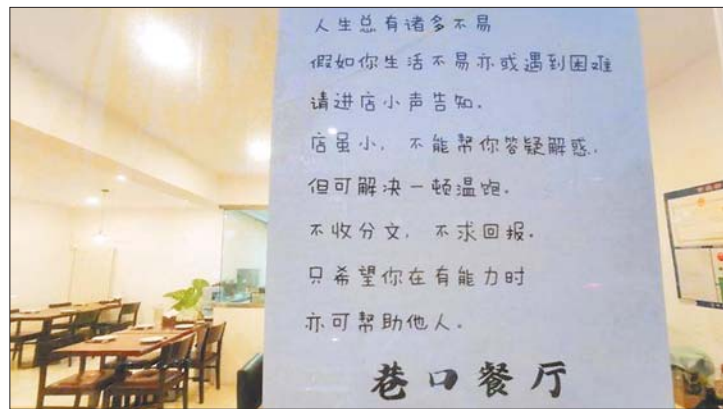 人生总有诸多不易
假如你生活不易亦或遇到困难
请进店小声告知。
店虽小，不能帮你答疑解惑，
但可解决一顿温饱。
不收分文，不求回报。
只希望你在有能力时
亦可帮助他人。
巷口餐厅